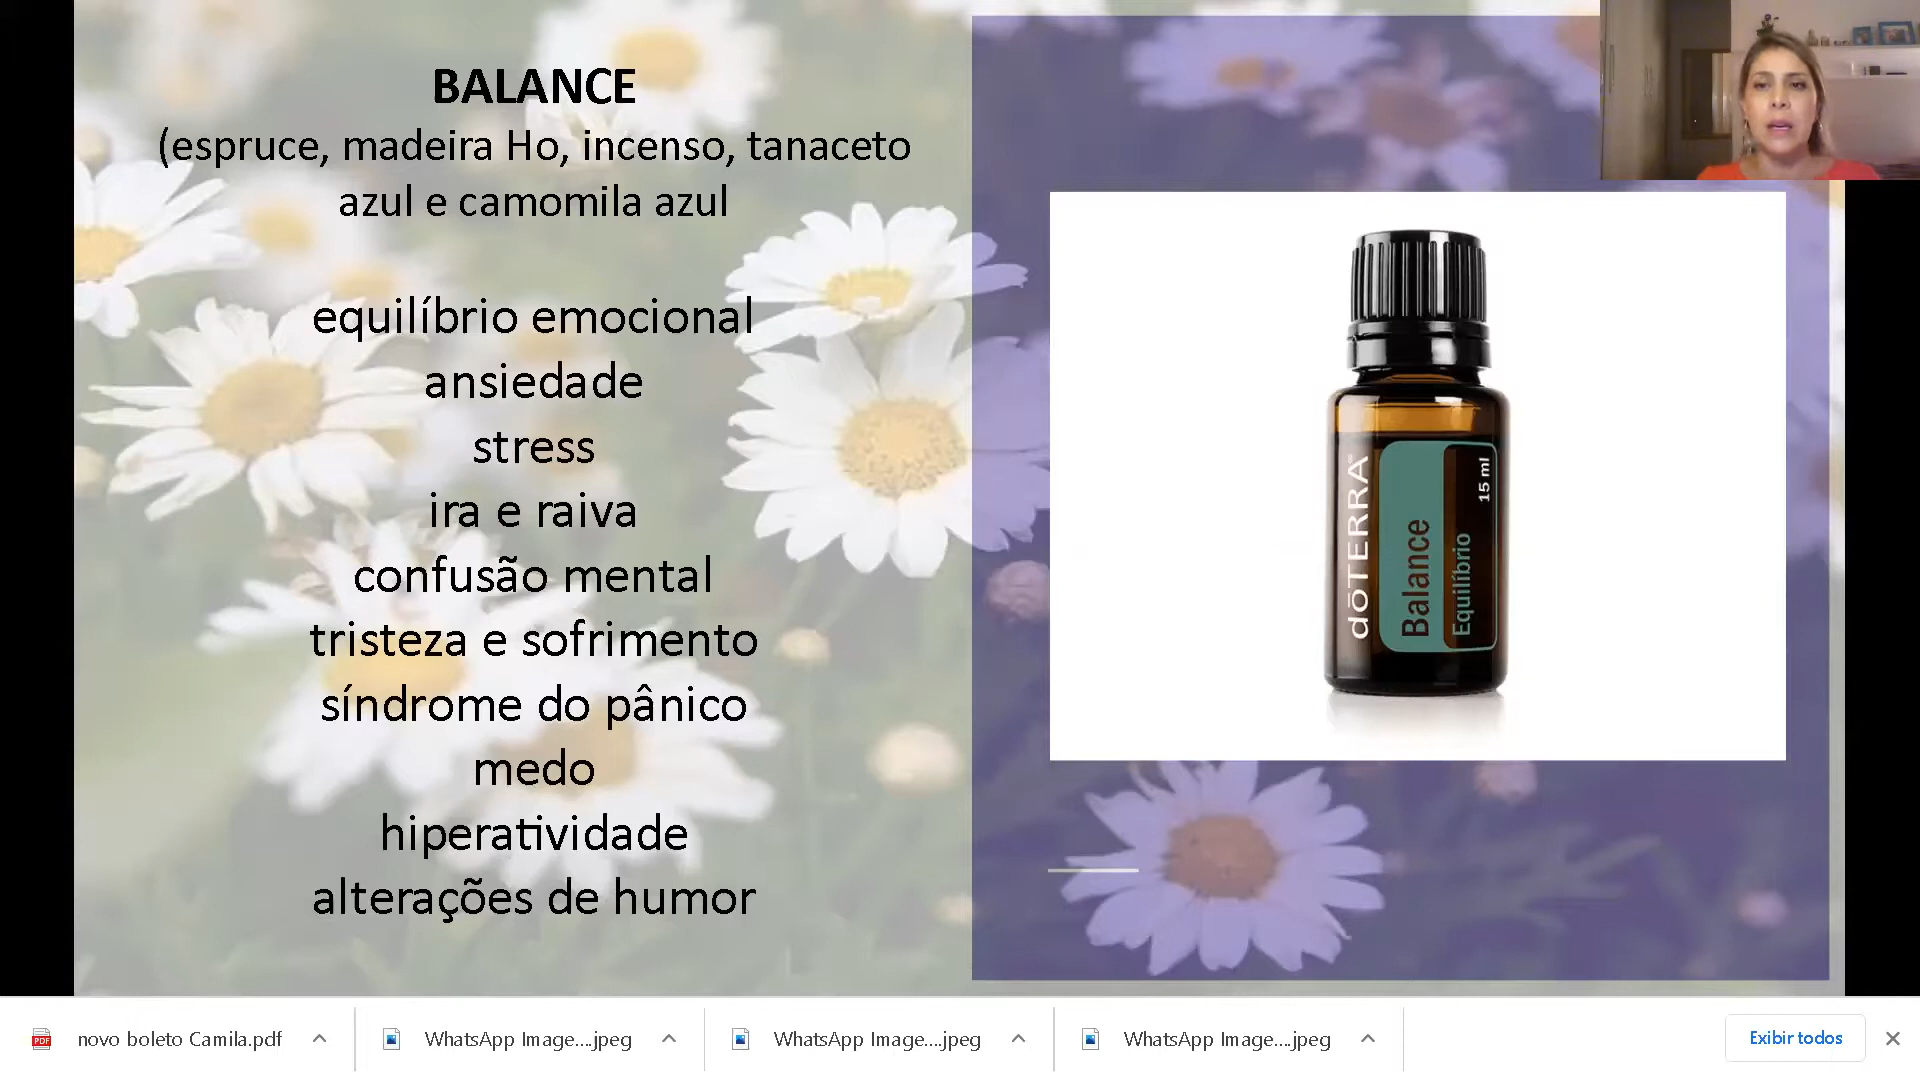 BALANCE
(espruce, madeira Ho, incenso, tanaceto
azul e camomila azul
equilíbrio emocional
ansiedade
stress
ira e raiva
confusão mental
tristeza e sofrimento
síndrome do pânico
medo
hiperatividade
alterações de humor
dōTERRA
Balance
Equilíbrio
15 ml
novo boleto Camila.pdf
WhatsApp Image....jpeg
WhatsApp Image....jpeg
WhatsApp Image....jpeg
Exibir todos